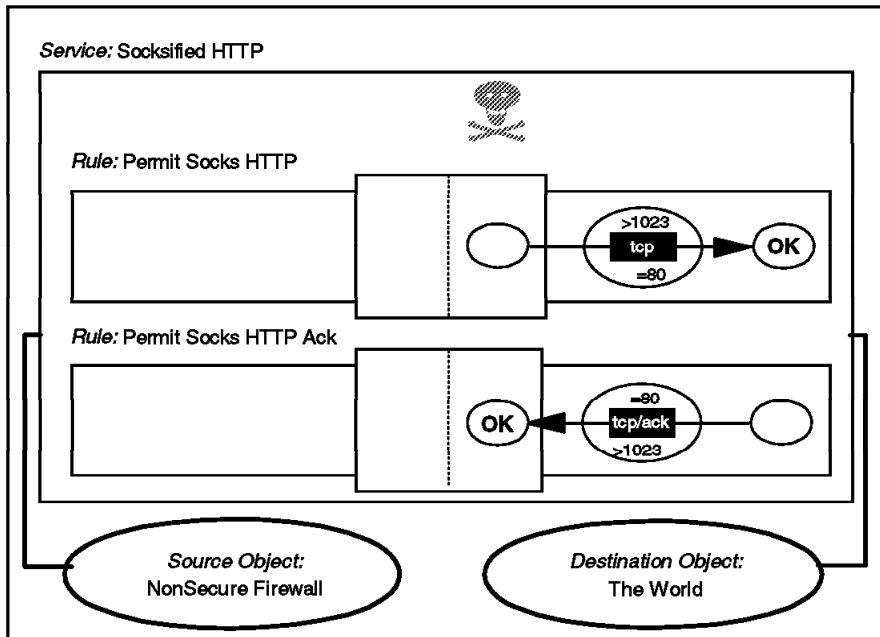 Service: Socksified HTTP
Rule: Permit Socks HTTP
>1023
tcp
=80
OK
Rule: Permit Socks HTTP Ack
OK
=80
tcp/ack
>1023
Source Object:
NonSecure Firewall
Destination Object:
The World